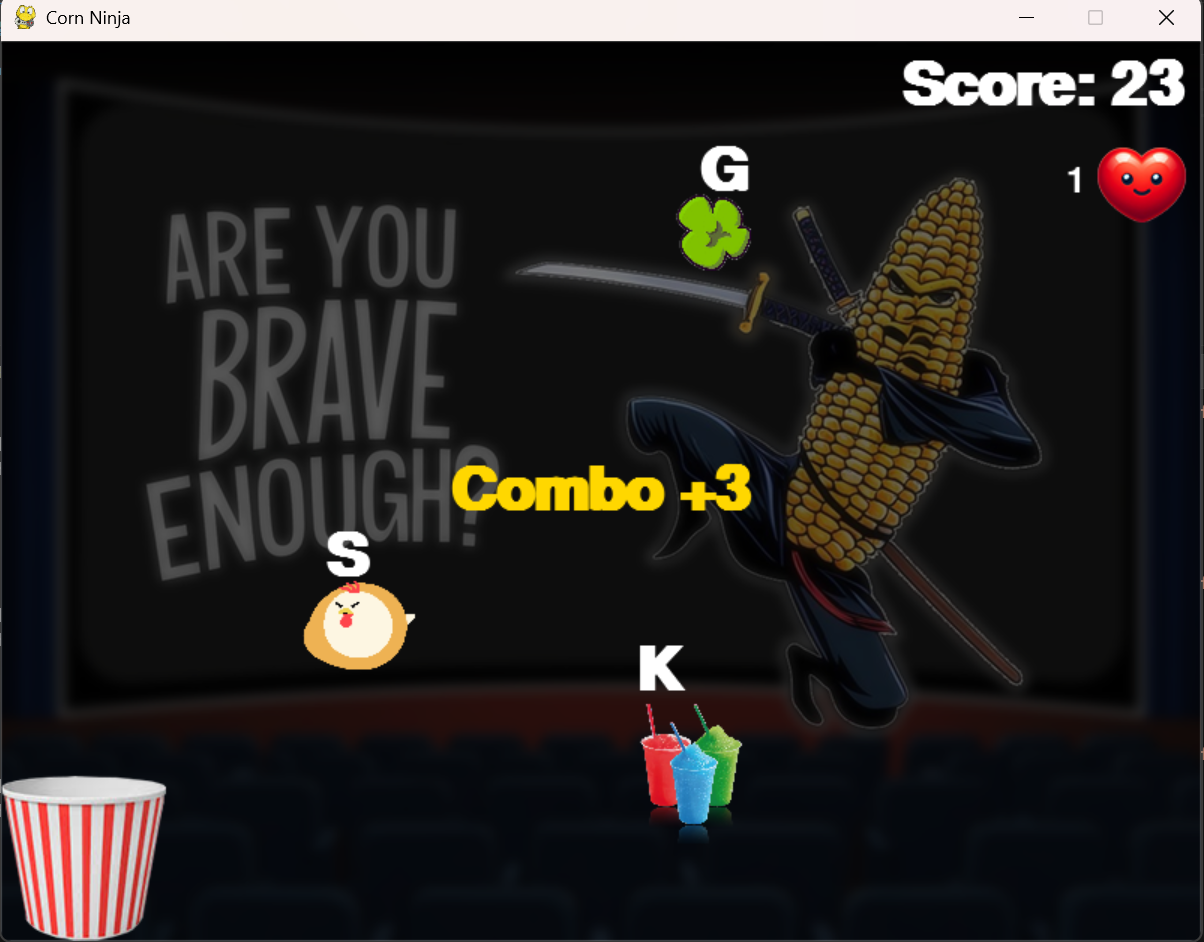 Corn Ninja
Score: 23
G
1
ARE YOU
BRAVE
ENOUGH?
Combo +3
S
K